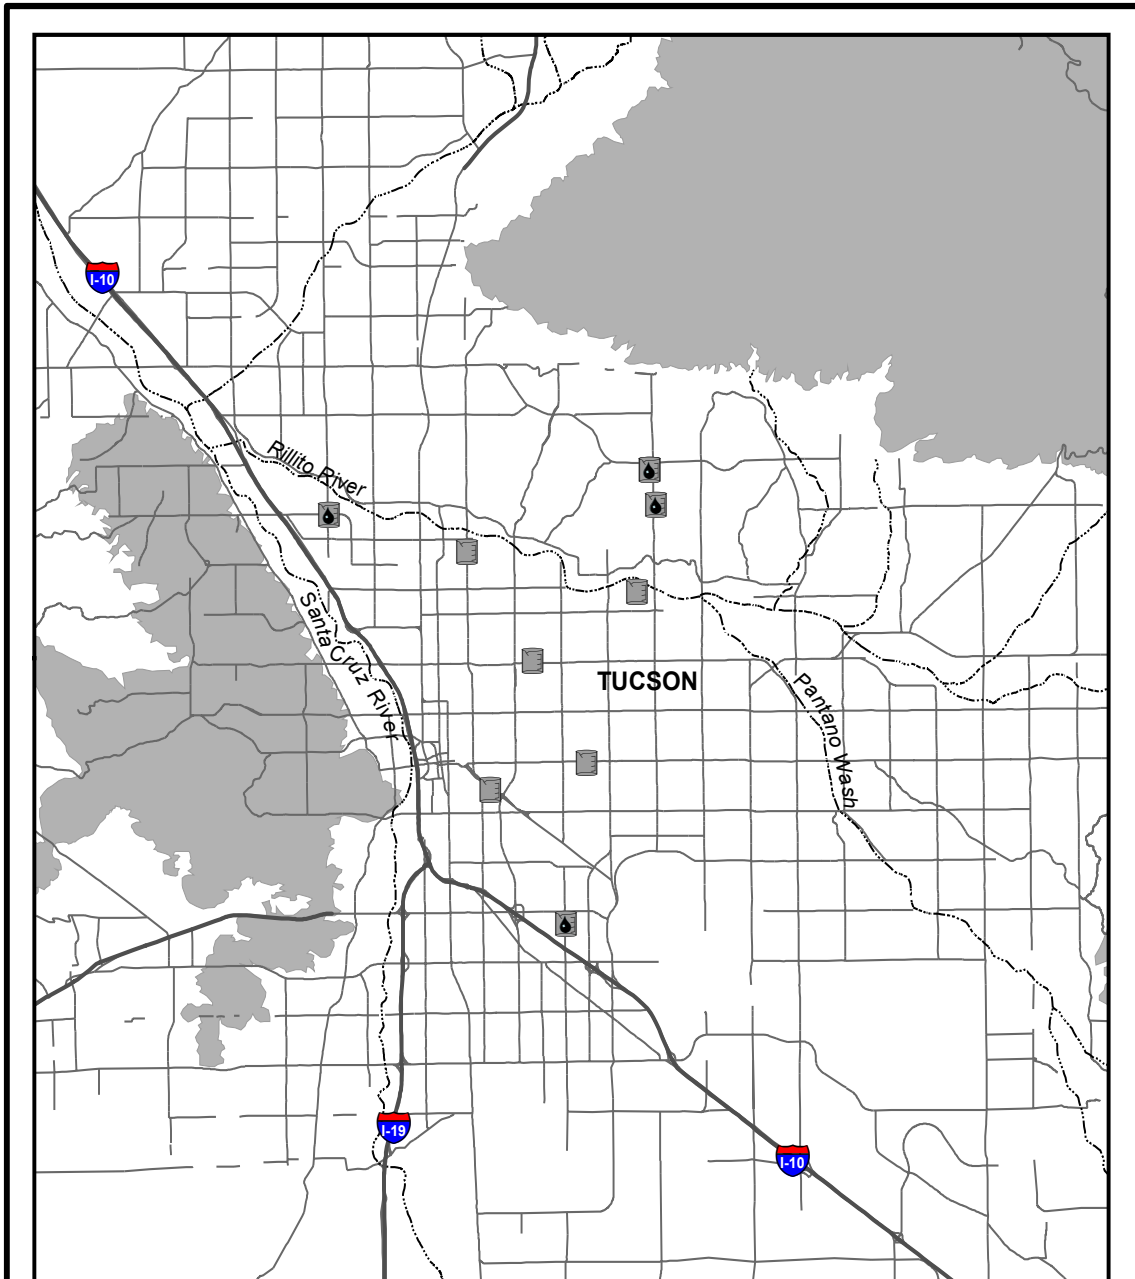 I-10
Rillito River
Santa Cruz River
TUCSON
Pantano Wash
I-19
I-10